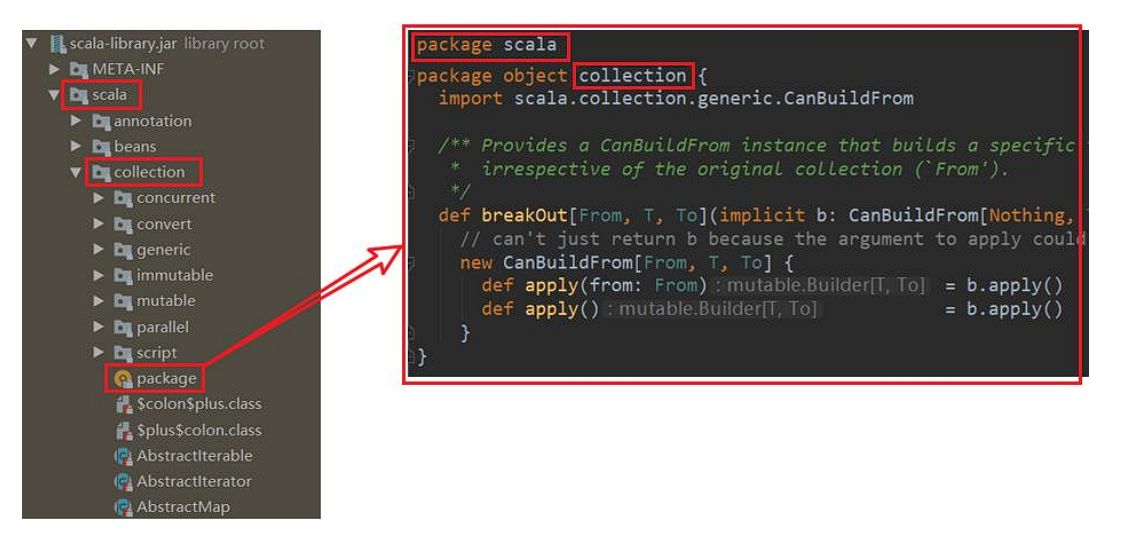 scala-library.jar library root
META-INF
scala
annotation
beans
collection
concurrent
convert
generic
immutable
mutable
parallel
script
package
$colon$plus.class
$plus$colon.class
AbstractIterable
AbstractIterator
AbstractMap
package scala
package object collection {
import scala.collection.generic.CanBuildFrom
/** Provides a CanBuildFrom instance that builds a specific
* irrespective of the original collection (`From').
*/
def breakOut[From, T, To](implicit b: CanBuildFrom[Nothing,
// can't just return b because the argument to apply could
new CanBuildFrom[From, T, To] {
def apply(from: From) : mutable.Builder[T, To] = b.apply()
def apply() : mutable.Builder[T, To] = b.apply()
}
}